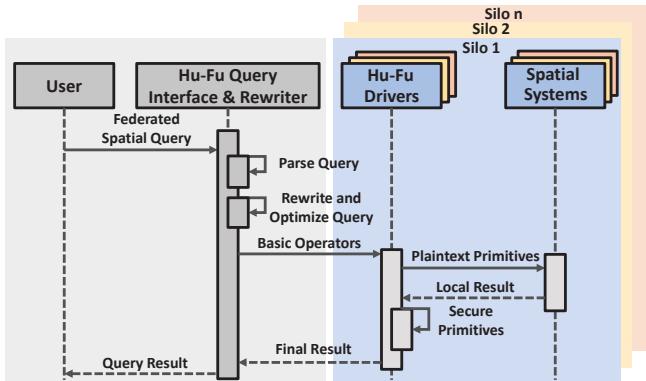 Silo n
Silo 2
Silo 1
User
Hu-Fu Query
Interface & Rewriter
Hu-Fu
Drivers
Spatial
Systems
Federated
Spatial Query
Parse Query
Rewrite and
Optimize Query
Basic Operators
Plaintext Primitives
Local Result
Secure
Primitives
Final Result
Query Result